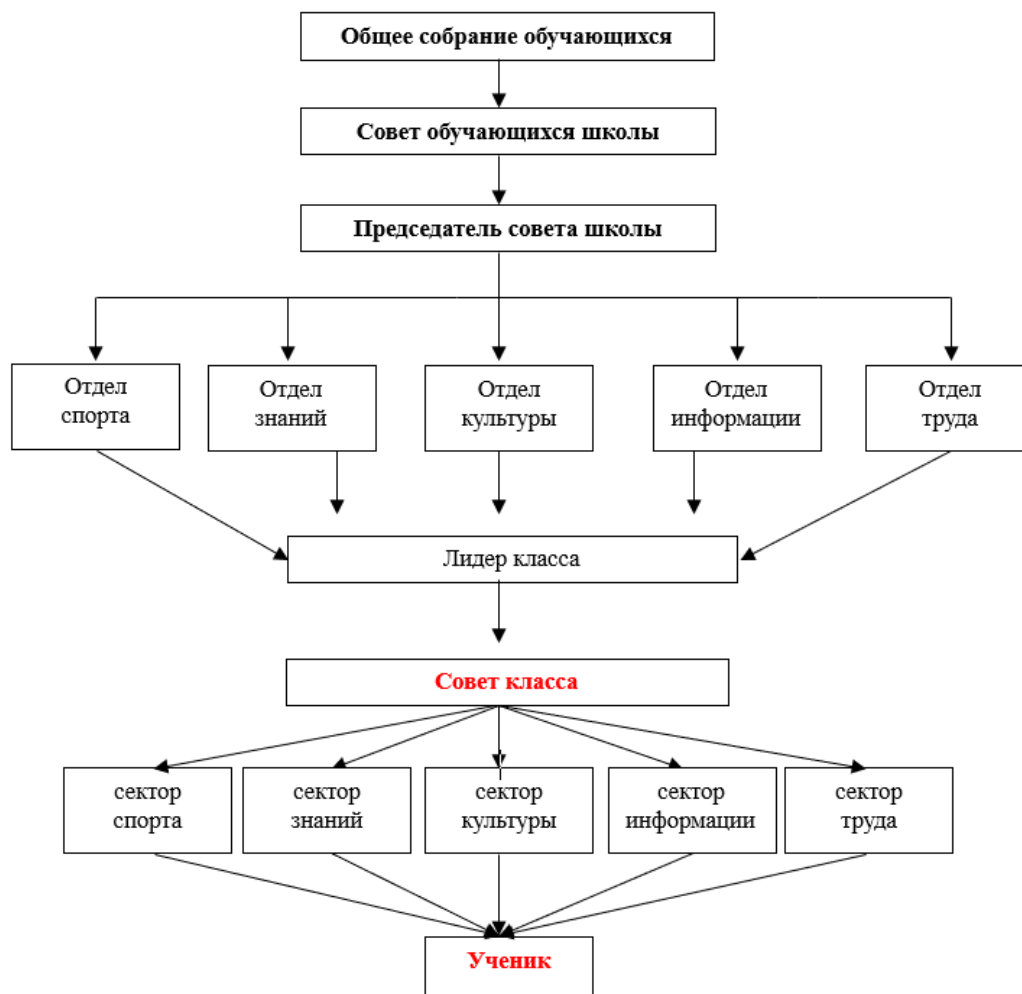 Общее собрание обучающихся
Совет обучающихся школы
Председатель совета школы
Отдел
спорта
Отдел
знаний
Отдел
культуры
Отдел
информации
Отдел
труда
Лидер класса
Совет класса
сектор
спорта
сектор
знаний
сектор
культуры
сектор
информации
сектор
труда
Ученик